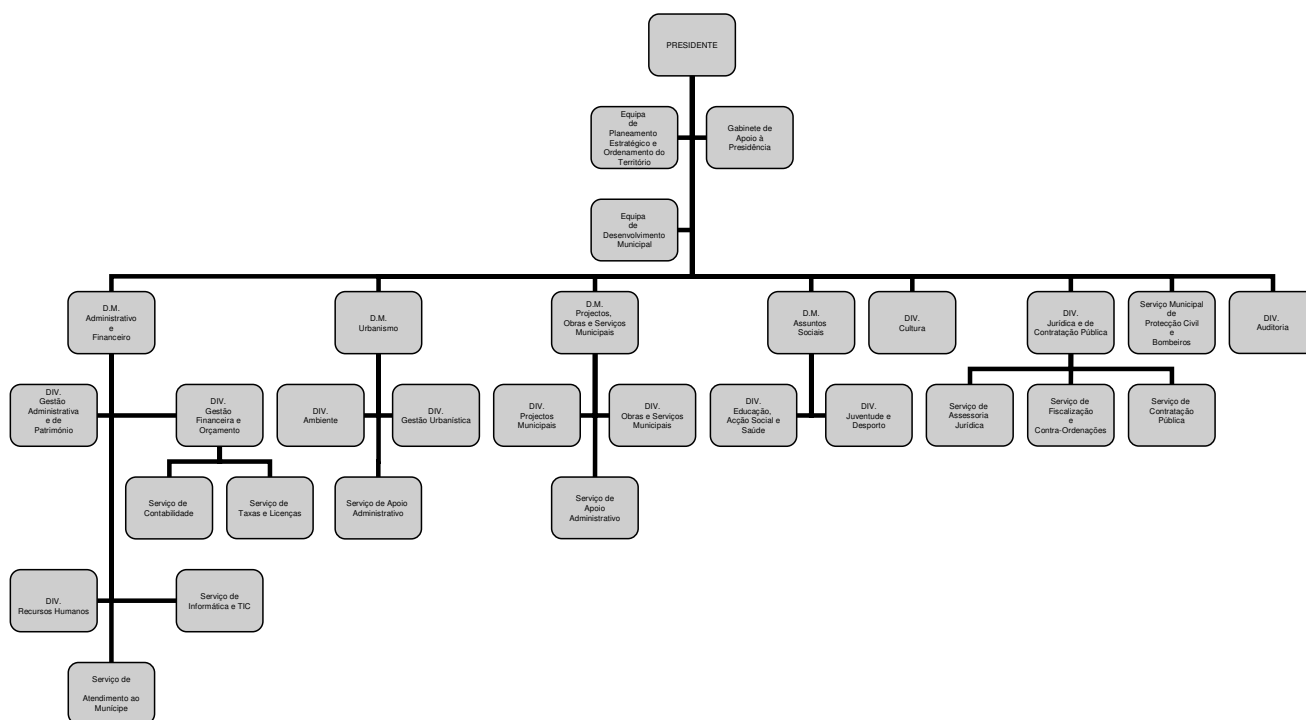 PRESIDENTE
Equipa
de
Planeamento
Estratégico e
Ordenamento do
Território
Gabinete de
Apoio à
Presidência
Equipa
de
Desenvolvimento
Municipal
D.M.
Administrativo
e
Financeiro
D.M.
Urbanismo
D.M.
Projectos,
Obras e Serviços
Municipais
D.M.
Assuntos
Sociais
DIV.
Cultura
DIV.
Jurídica e de
Contratação Pública
Serviço Municipal
de
Protecção Civil
e
Bombeiros
DIV.
Auditoria
DIV.
Gestão
Administrativa
e de
Património
DIV.
Gestão
Financeira e
Orçamento
DIV.
Ambiente
DIV.
Gestão Urbanística
DIV.
Projectos
Municipais
DIV.
Obras e Serviços
Municipais
DIV.
Educação,
Acção Social e
Saúde
DIV.
Juventude e
Desporto
Serviço de
Assessoria
Jurídica
Serviço de
Fiscalização
e
Contra-Ordenações
Serviço de
Contratação
Pública
Serviço de
Contabilidade
Serviço de
Taxas e Licenças
Serviço de Apoio
Administrativo
Serviço de
Apoio
Administrativo
DIV.
Recursos Humanos
Serviço de
Informática e TIC
Serviço de
Atendimento ao
Munícipe